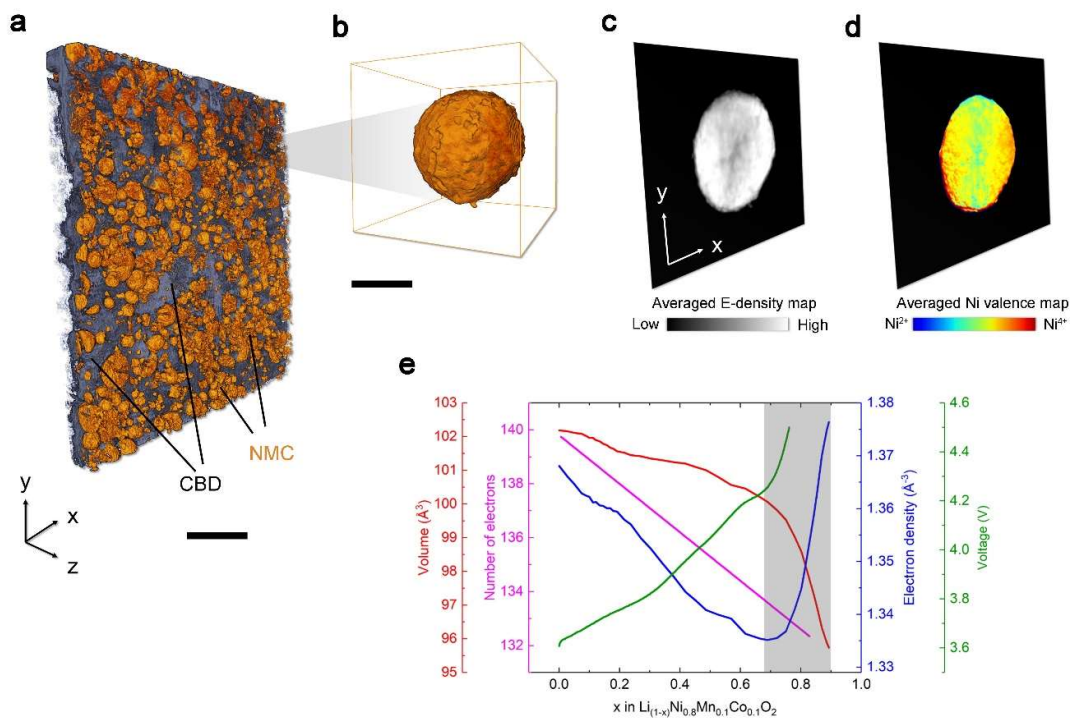 a
b
c
d
CBD
NMC
y
x
z
y
x
Averaged E-density map
Low High
Averaged Ni valence map
Ni2+ Ni4+
e
103
102
101
100
99
98
97
96
95
Volume (Å3)
140
138
136
134
132
Number of electrons
1.38
1.37
1.36
1.35
1.34
1.33
Electrron density (Å-3)
4.6
4.4
4.2
4.0
3.8
3.6
Voltage (V)
0.0 0.2 0.4 0.6 0.8 1.0
x in Li(1-x)Ni0.8Mn0.1Co0.1O2